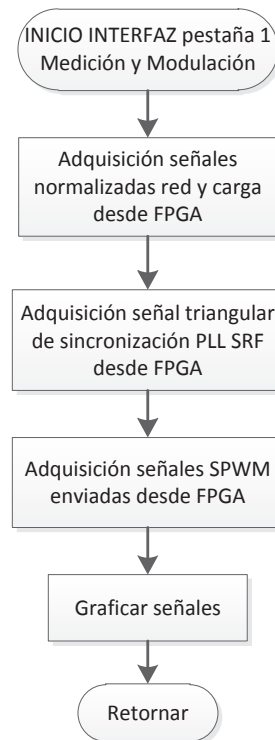 INICIO INTERFAZ pestaña 1
Medición y Modulación
Adquisición señales
normalizadas red y carga
desde FPGA
Adquisición señal triangular
de sincronización PLL SRF
desde FPGA
Adquisición señales SPWM
enviadas desde FPGA
Graficar señales
Retornar